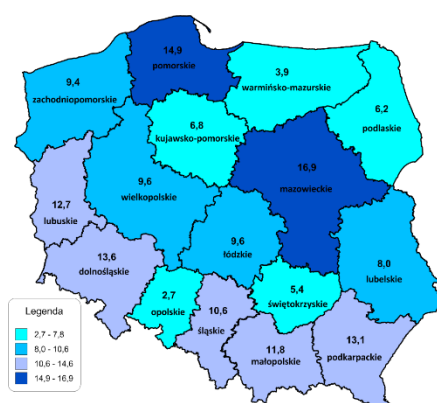 14,9
pomorskie
3,9
warmińsko-mazurskie
9,4
zachodniopomorskie
6,2
podlaskie
6,8
kujawsko-pomorskie
16,9
mazowieckie
9,6
wielkopolskie
12,7
lubuskie
9,6
łódzkie
13,6
dolnośląskie
8,0
lubelskie
5,4
świętokrzyskie
2,7
opolskie
10,6
śląskie
11,8
małopolskie
13,1
podkarpackie
Legenda
2,7 - 7,8
8,0 - 10,6
10,6 - 14,6
14,9 - 16,9